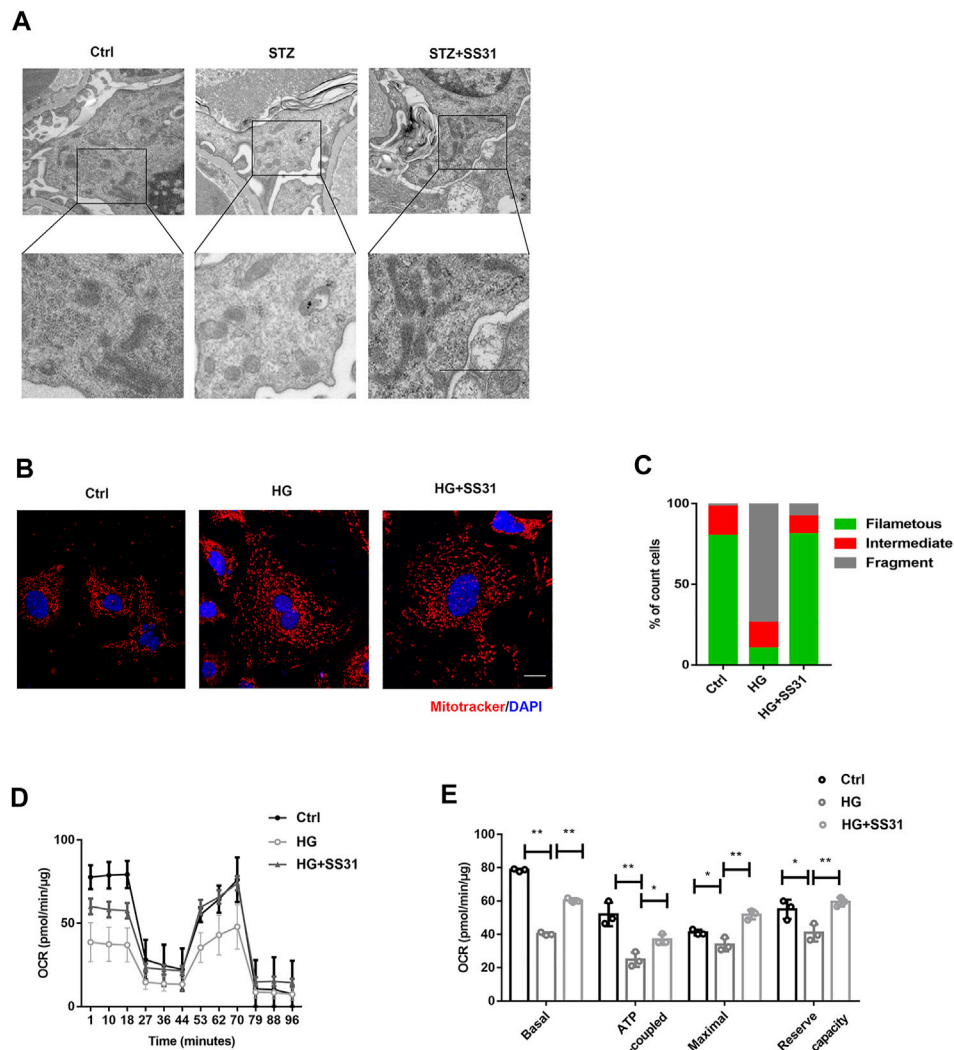 A
Ctrl
STZ
STZ+SS31
B
Ctrl
HG
HG+SS31
Mitotracker/DAPI
C
100
50
0
% of count cells
Ctrl
HG
HG+SS31
Filametous
Intermediate
Fragment
D
Ctrl
HG
HG+SS31
100
50
0
OCR (pmol/min/µg)
1 10 18 27 36 44 53 62 70 79 88 96
Time (minutes)
E
Ctrl
HG
HG+SS31
100
80
60
40
20
0
OCR (pmol/min/µg)
** **
** *
* **
* **
Basal
ATP
-coupled
Maximal
Reserve
capacity